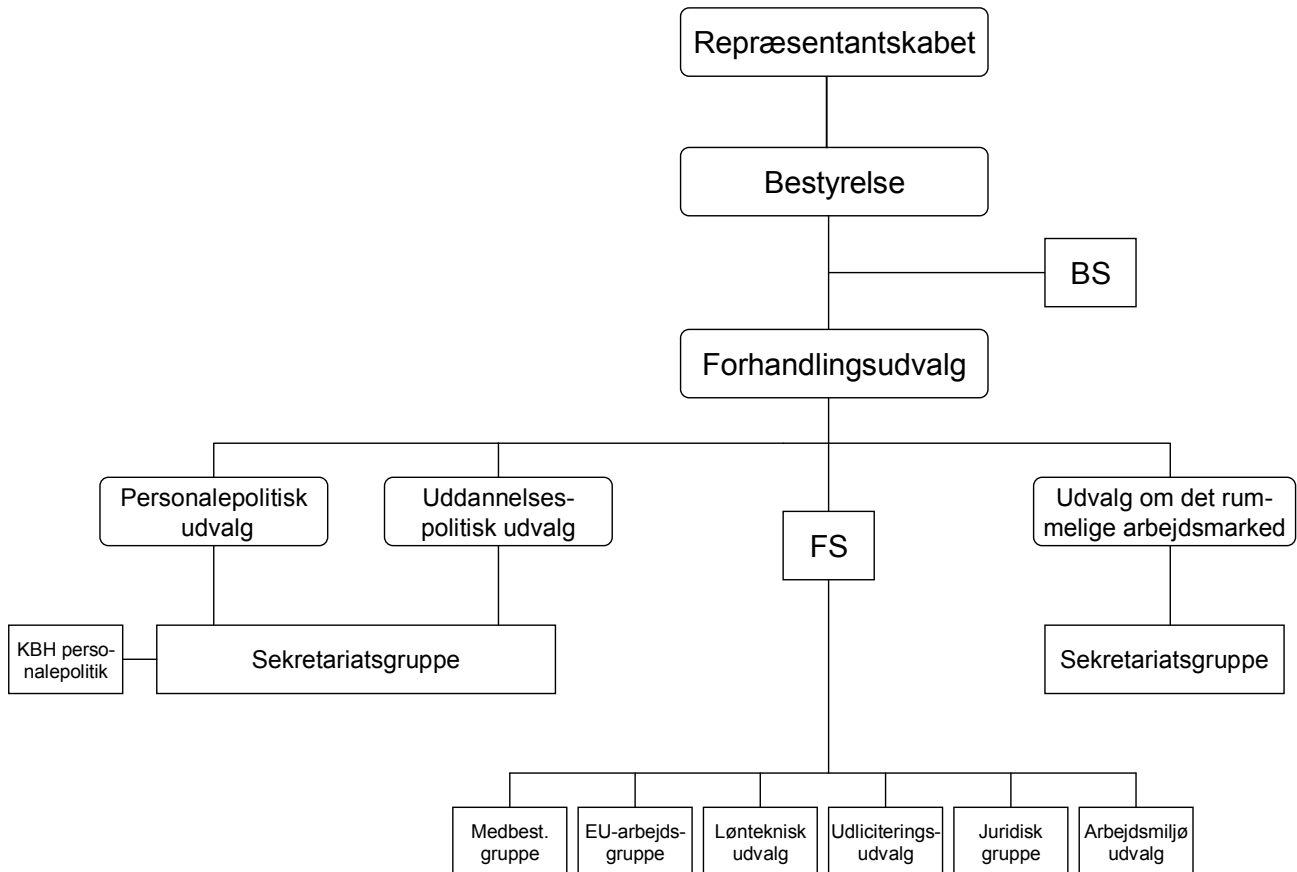 Repræsentantskabet
Bestyrelse
BS
Forhandlingsudvalg
Personalepolitisk
udvalg
Uddannelses-
politisk udvalg
FS
Udvalg om det rum-
melige arbejdsmarked
KBH perso-
nalepolitik
Sekretariatsgruppe
Sekretariatsgruppe
Medbest.
gruppe
EU-arbejds-
gruppe
Lønteknisk
udvalg
Udliciterings-
udvalg
Juridisk
gruppe
Arbejdsmiljø
udvalg